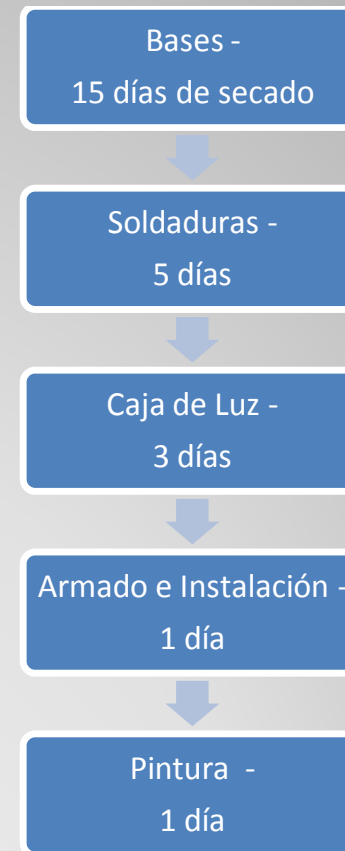 Bases -
15 días de secado
Soldaduras -
5 días
Caja de Luz -
3 días
Armado e Instalación -
1 día
Pintura -
1 día